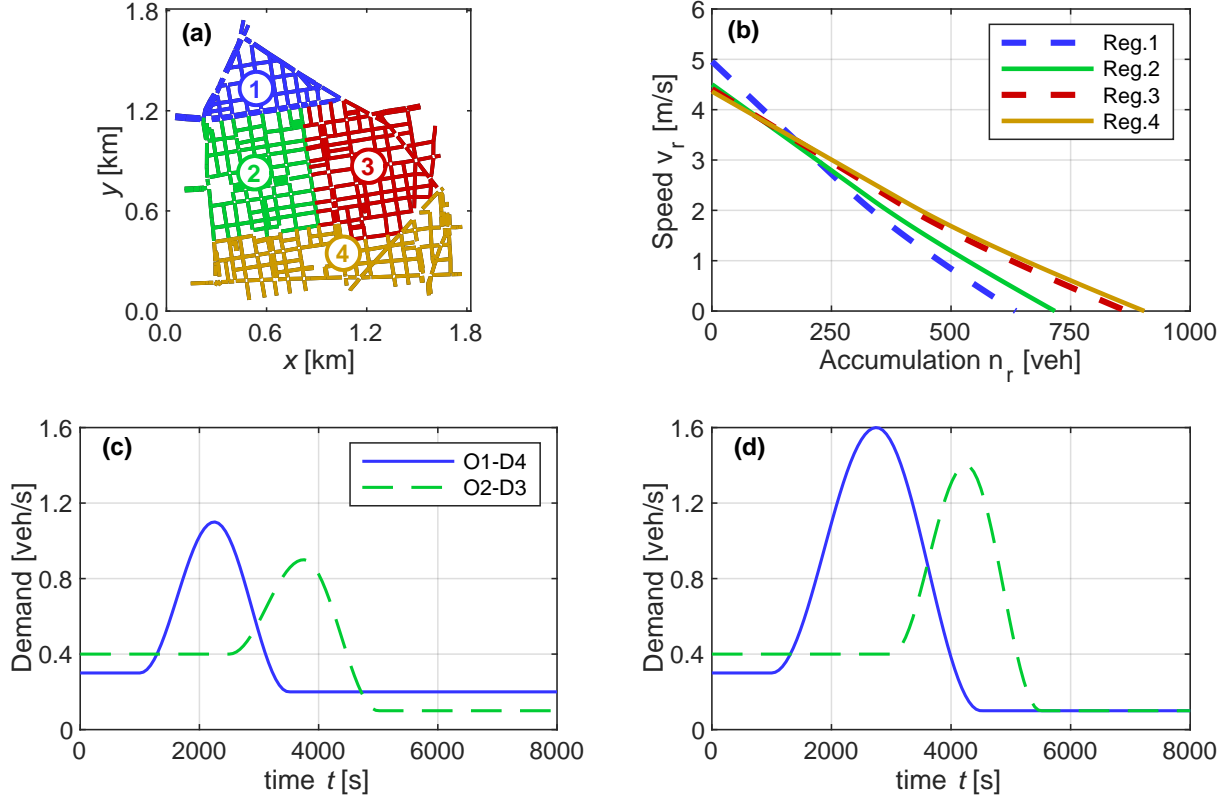 (a)
1
2
3
4
y [km]
1.8
1.2
0.6
0.0
0.0 0.6 1.2 1.8
x [km]
(b)
Speed v_r [m/s]
6
5
4
3
2
1
0
0 250 500 750 1000
Accumulation n_r [veh]
Reg.1
Reg.2
Reg.3
Reg.4
(c)
Demand [veh/s]
1.6
1.2
0.8
0.4
0
0 2000 4000 6000 8000
time t [s]
O1-D4
O2-D3
(d)
Demand [veh/s]
1.6
1.2
0.8
0.4
0
0 2000 4000 6000 8000
time t [s]